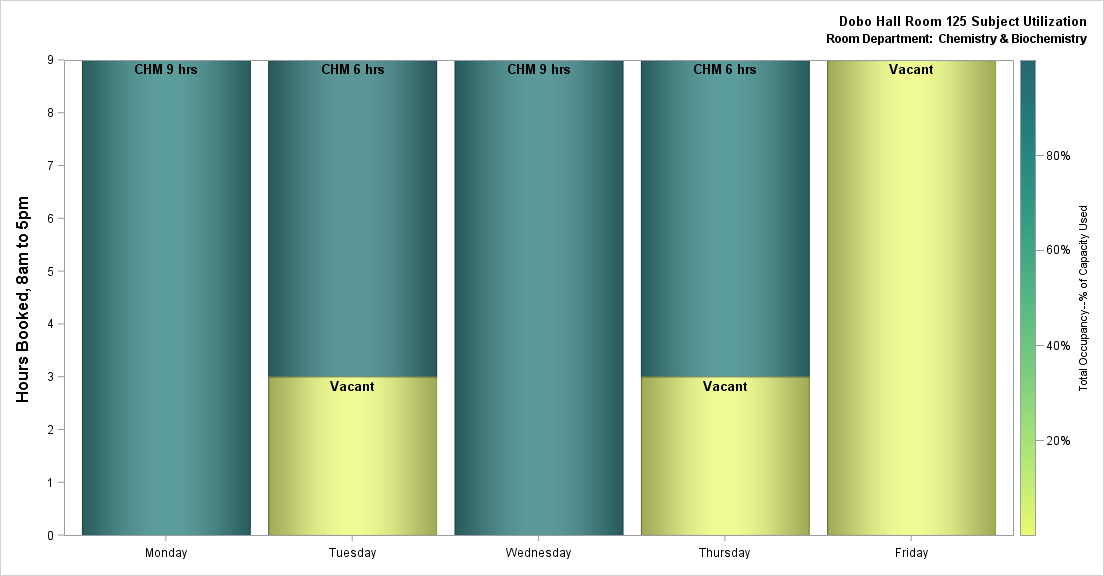 Dobo Hall Room 125 Subject Utilization
Room Department: Chemistry & Biochemistry
Hours Booked, 8am to 5pm
9
8
7
6
5
4
3
2
1
0
CHM 9 hrs
CHM 6 hrs
CHM 9 hrs
CHM 6 hrs
Vacant
Vacant
Vacant
Monday
Tuesday
Wednesday
Thursday
Friday
80%
60%
40%
20%
Total Occupancy--% of Capacity Used